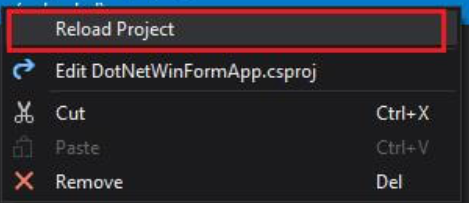 Reload Project
Edit DotNetWinFormApp.csproj
Cut Ctrl+X
Paste Ctrl+V
Remove Del